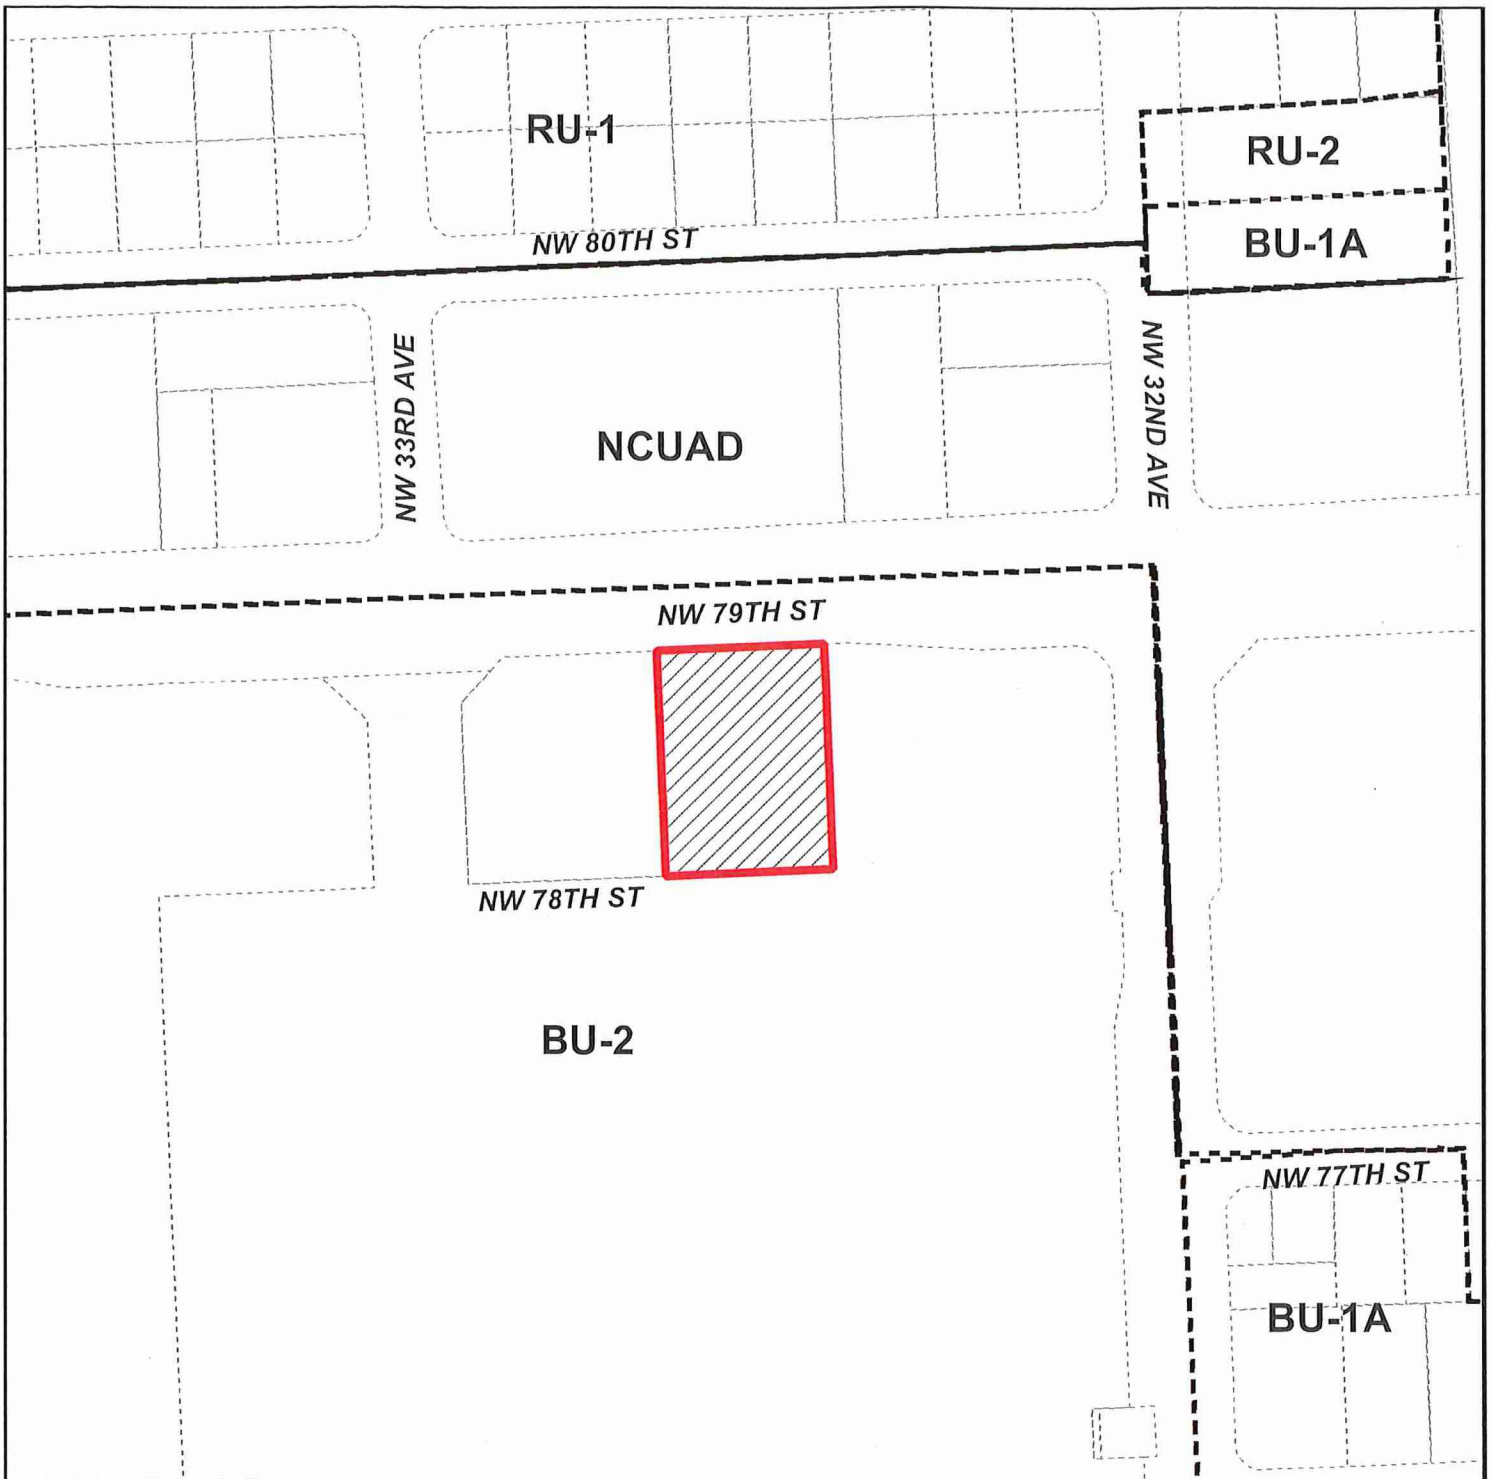 RU-1
RU-2
NW 80TH ST
BU-1A
NW 33RD AVE
NW 32ND AVE
NCUAD
NW 79TH ST
NW 78TH ST
BU-2
NW 77TH ST
BU-1A